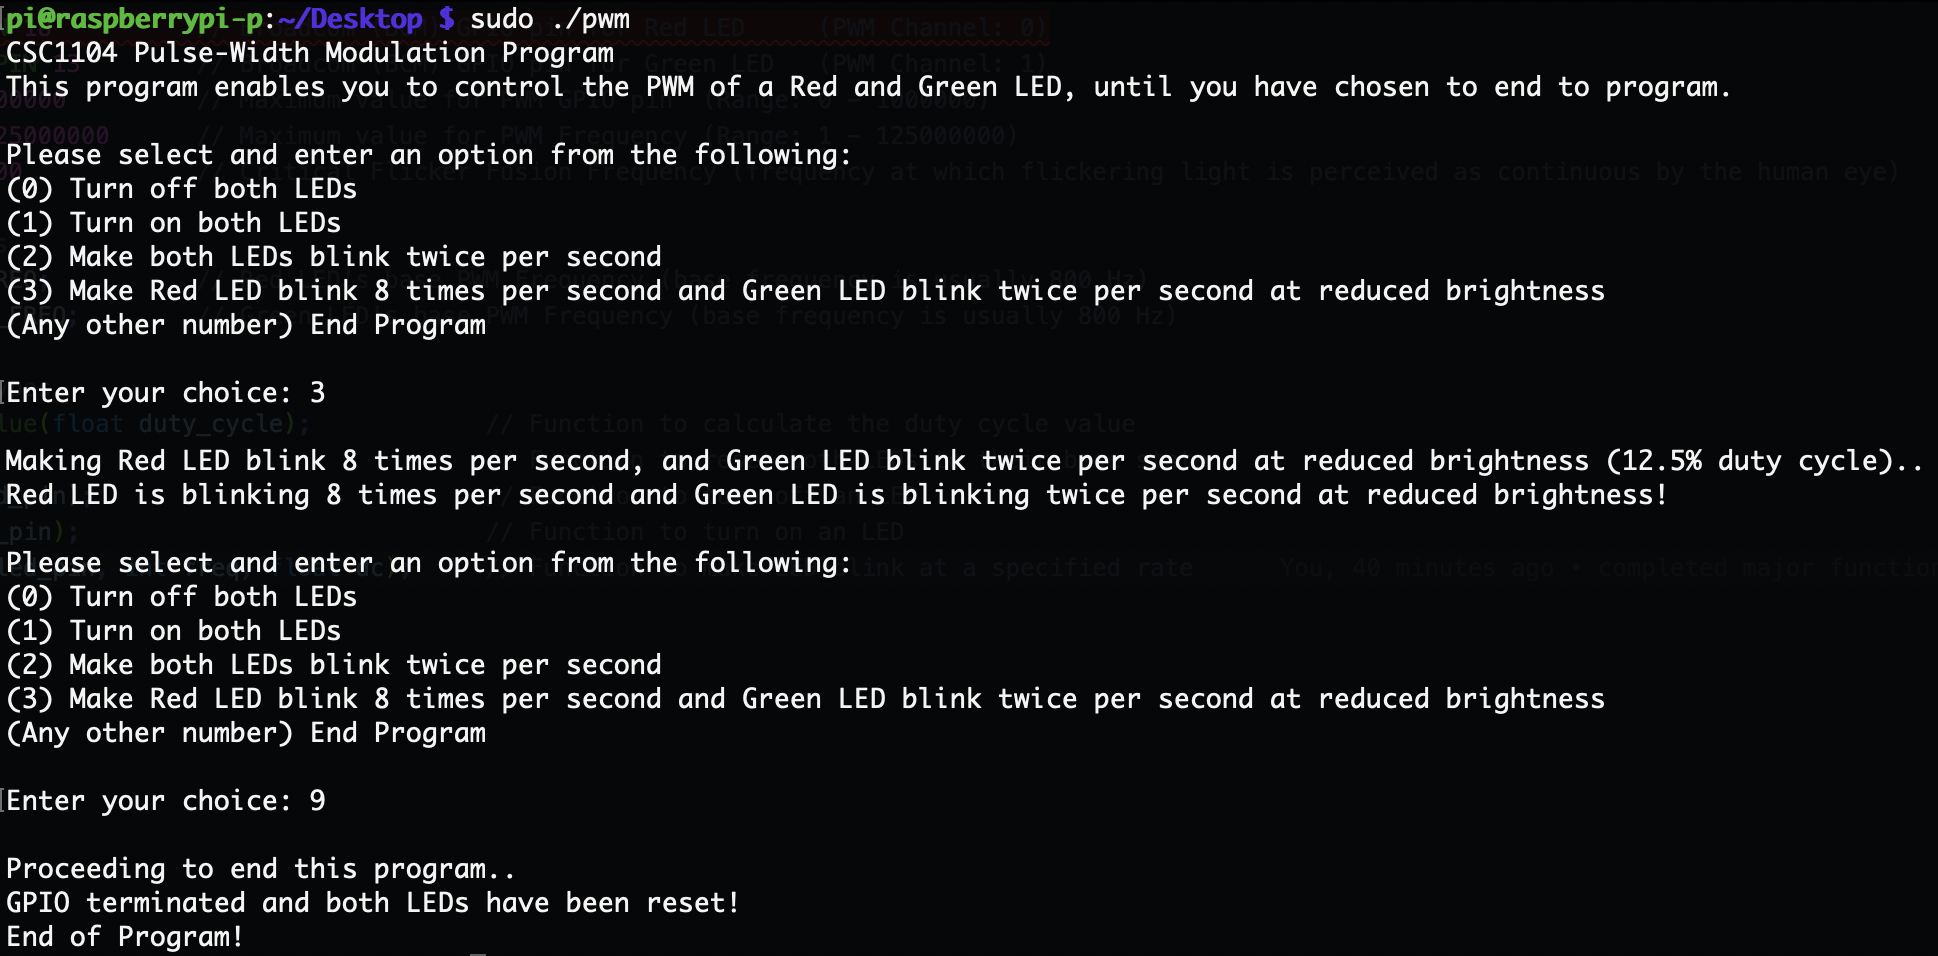 pi@raspberrypi-p:~/Desktop $ sudo ./pwm
CSC1104 Pulse-Width Modulation Program
This program enables you to control the PWM of a Red and Green LED, until you have chosen to end to program.
Please select and enter an option from the following:
(0) Turn off both LEDs
(1) Turn on both LEDs
(2) Make both LEDs blink twice per second
(3) Make Red LED blink 8 times per second and Green LED blink twice per second at reduced brightness
(Any other number) End Program
Enter your choice: 3
Making Red LED blink 8 times per second, and Green LED blink twice per second at reduced brightness (12.5% duty cycle)..
Red LED is blinking 8 times per second and Green LED is blinking twice per second at reduced brightness!
Please select and enter an option from the following:
(0) Turn off both LEDs
(1) Turn on both LEDs
(2) Make both LEDs blink twice per second
(3) Make Red LED blink 8 times per second and Green LED blink twice per second at reduced brightness
(Any other number) End Program
Enter your choice: 9
Proceeding to end this program..
GPIO terminated and both LEDs have been reset!
End of Program!